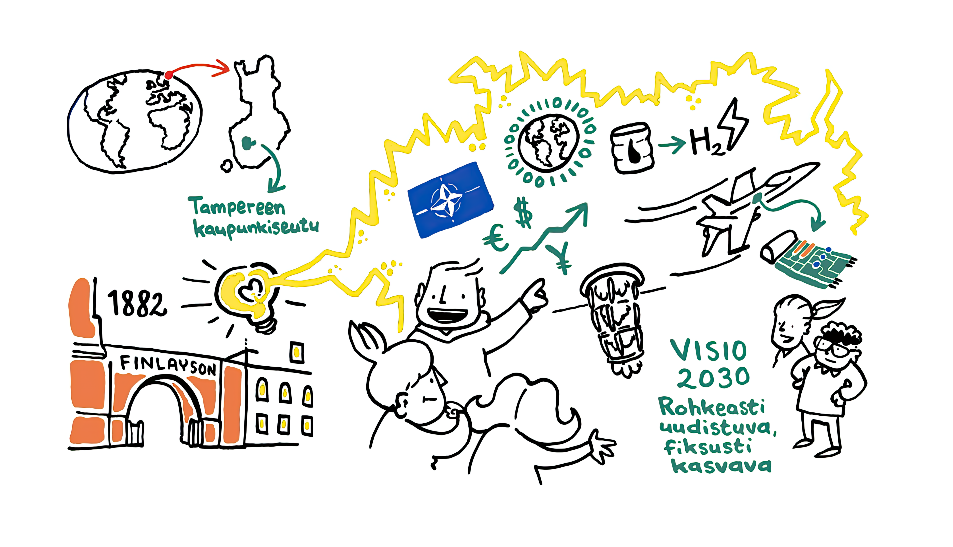 Tampereen
kaupunkiseutu
1882
FINLAYSON
€ $ ¥
H₂
VISIO
2030
Rohkeasti
uudistuva,
fiksusti
kasvava